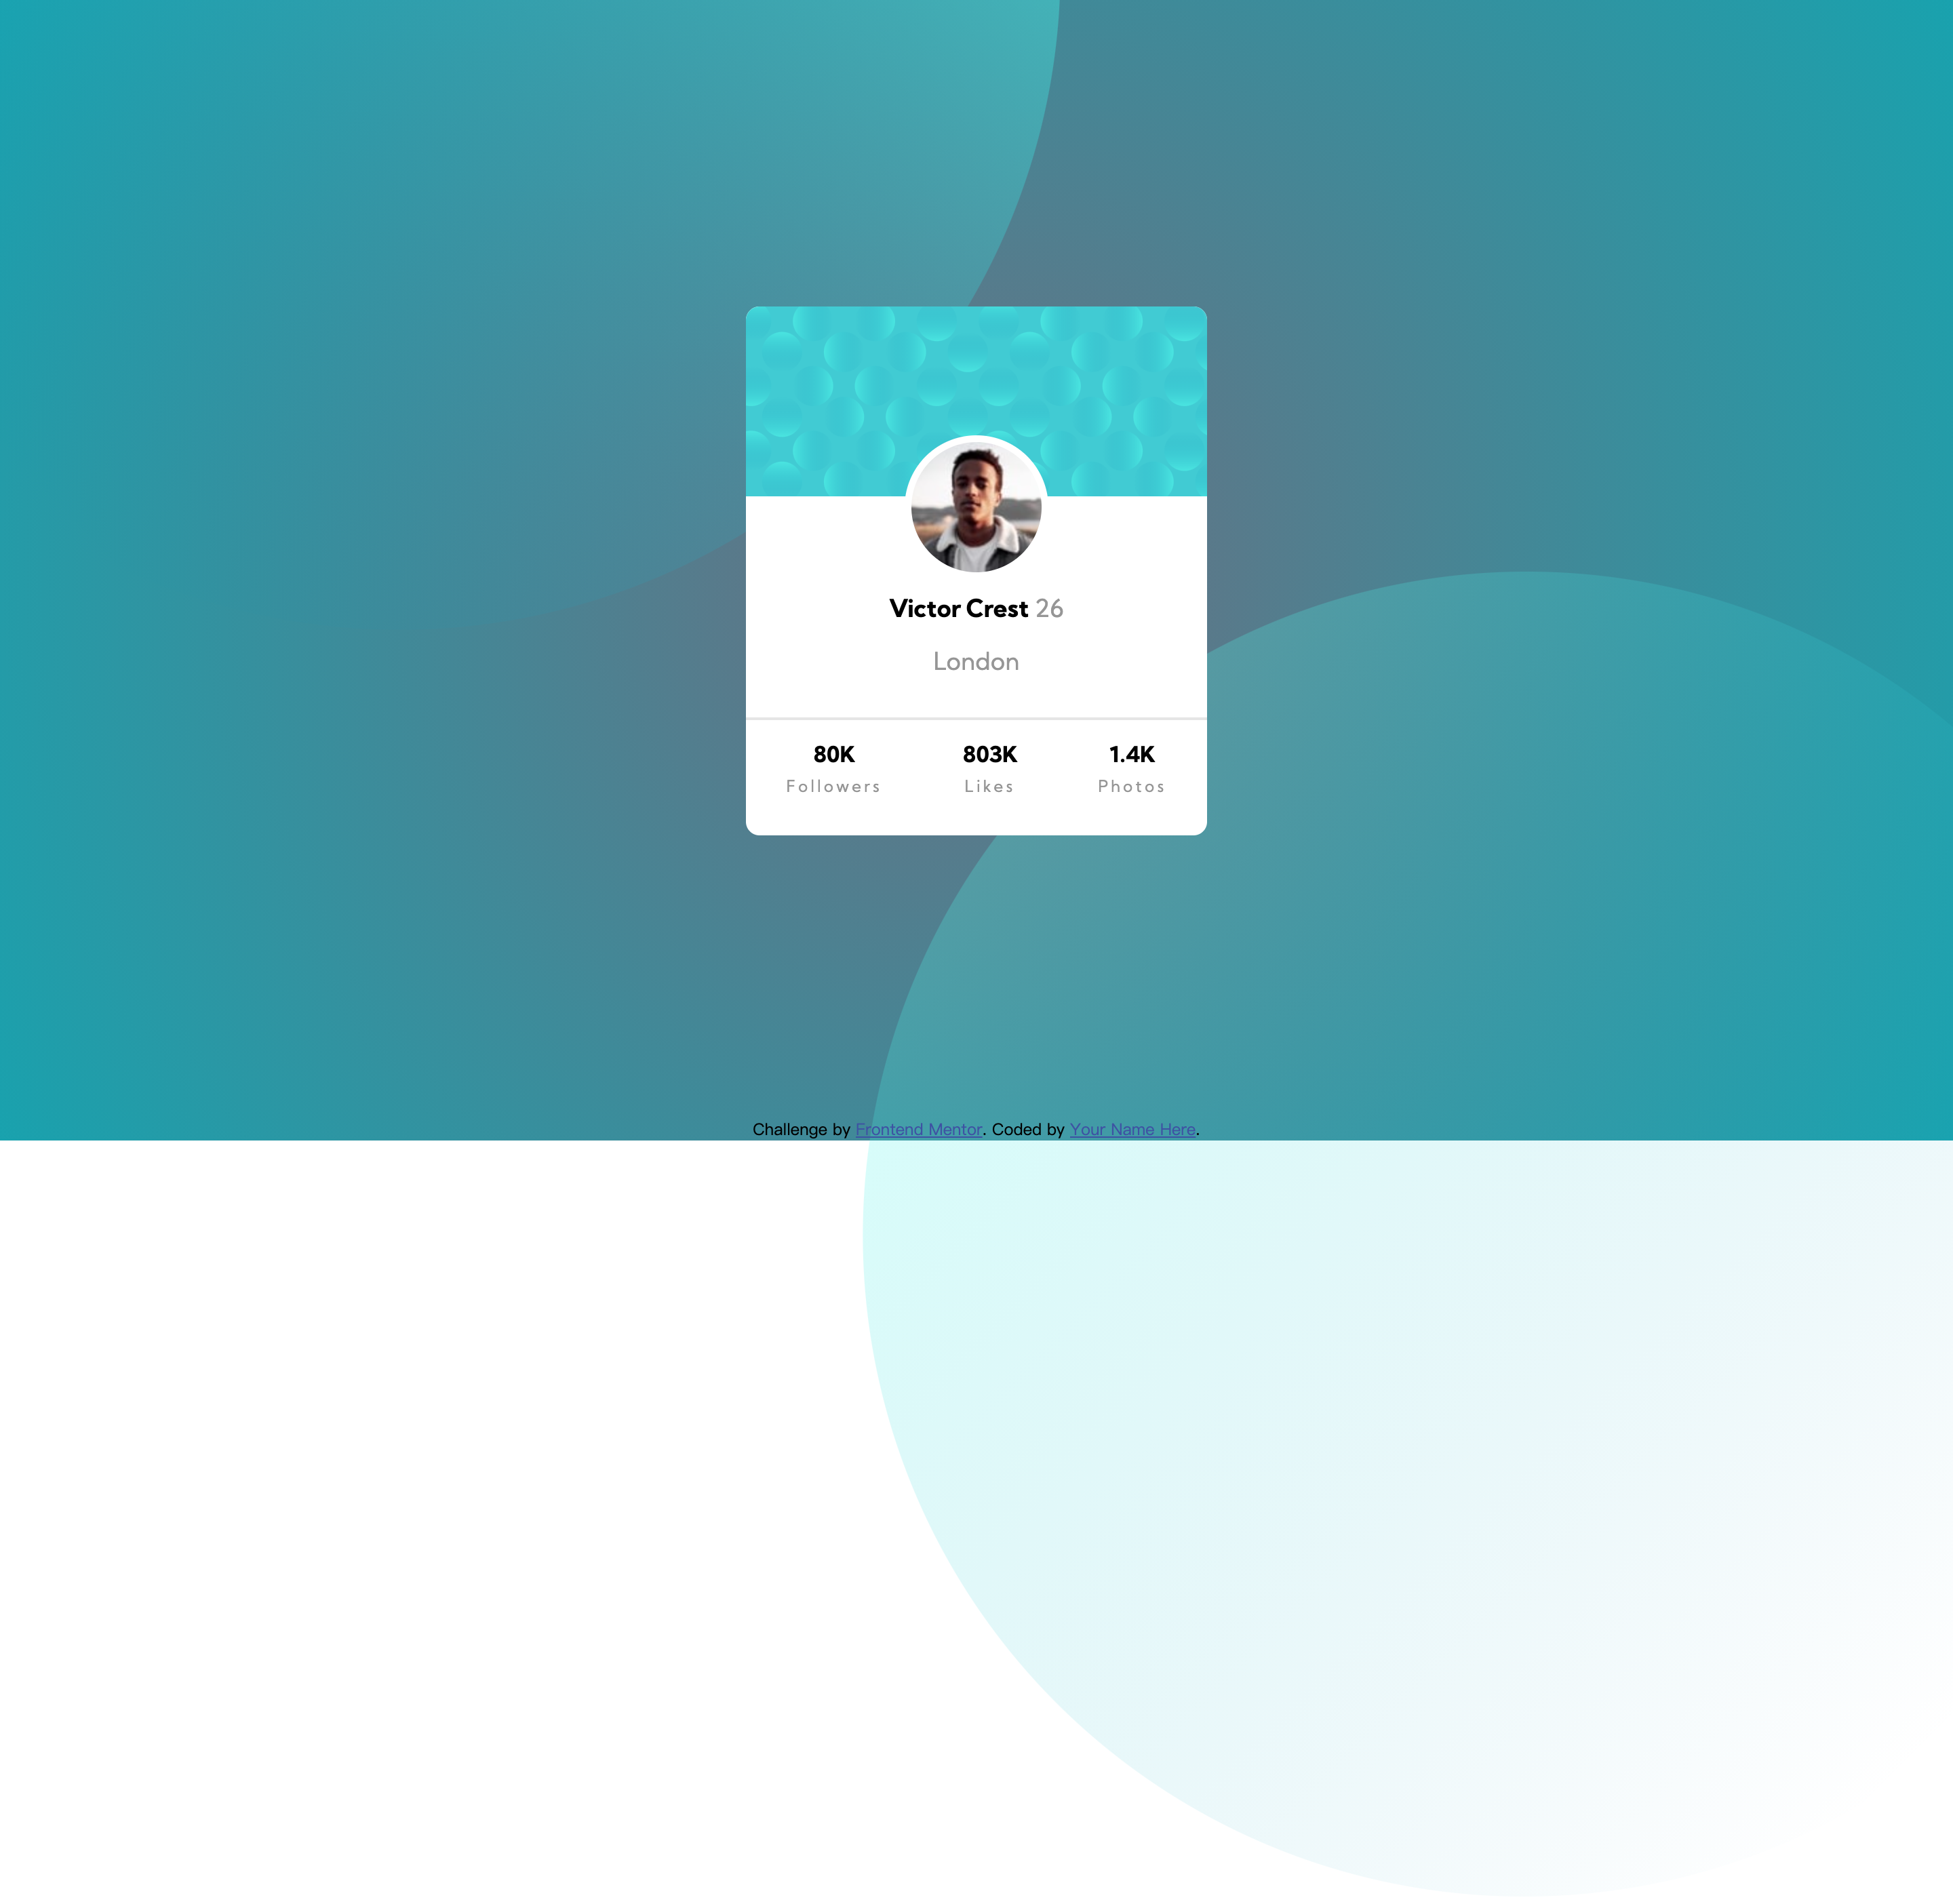 Victor Crest 26
London
80K 803K 1.4K
Followers Likes Photos
Challenge by Frontend Mentor. Coded by Your Name Here.